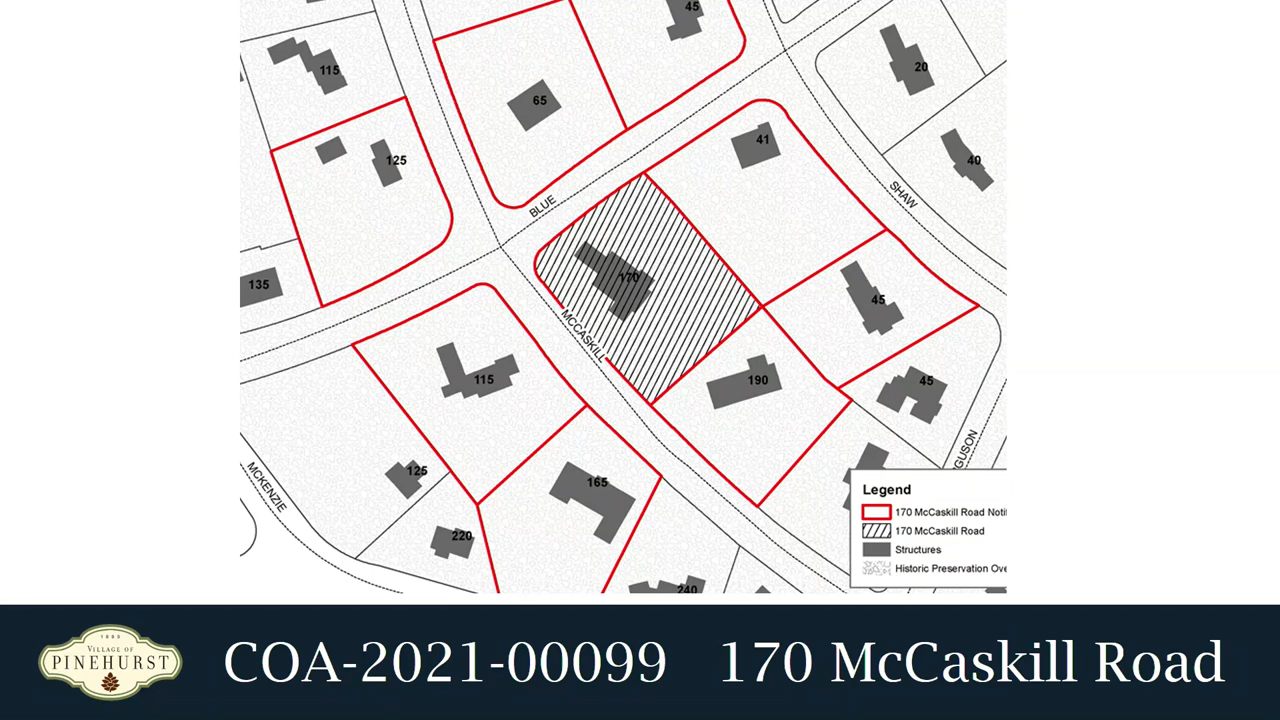 45
115
65
20
41
125
40
SHAW
BLUE
135
170
45
MCCASKILL
115
190
45
GUSON
125
MCKENZIE
165
220
240
Legend
170 McCaskill Road Noti
170 McCaskill Road
Structures
Historic Preservation Ove
1895
VILLAGE OF
PINEHURST
COA-2021-00099 170 McCaskill Road